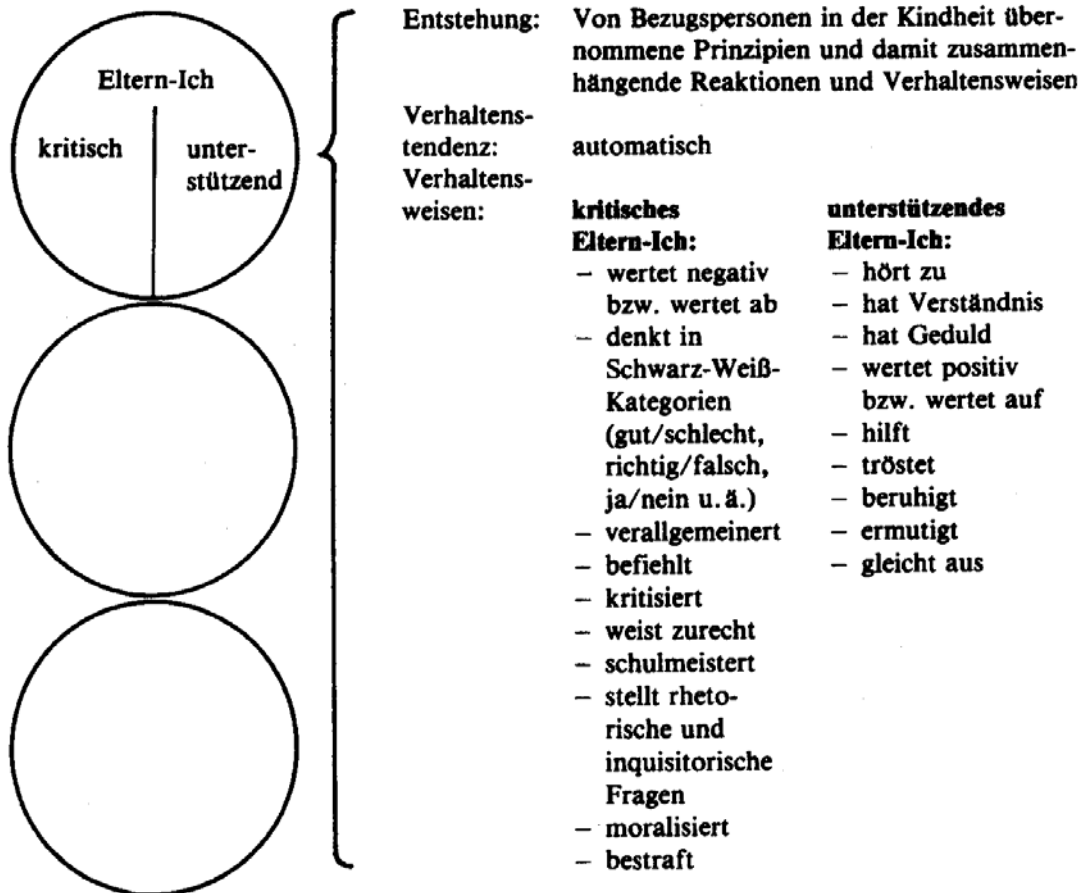 Eltern-Ich
kritisch
unter-
stützend
Entstehung: Von Bezugspersonen in der Kindheit über-
nommene Prinzipien und damit zusammen-
hängende Reaktionen und Verhaltensweisen
Verhaltens-
tendenz: automatisch
Verhaltens-
weisen:
kritisches
Eltern-Ich:
– wertet negativ
bzw. wertet ab
– denkt in
Schwarz-Weiß-
Kategorien
(gut/schlecht,
richtig/falsch,
ja/nein u. ä.)
– verallgemeinert
– befiehlt
– kritisiert
– weist zurecht
– schulmeistert
– stellt rheto-
rische und
inquisitorische
Fragen
– moralisiert
– bestraft
unterstützendes
Eltern-Ich:
– hört zu
– hat Verständnis
– hat Geduld
– wertet positiv
bzw. wertet auf
– hilft
– tröstet
– beruhigt
– ermutigt
– gleicht aus